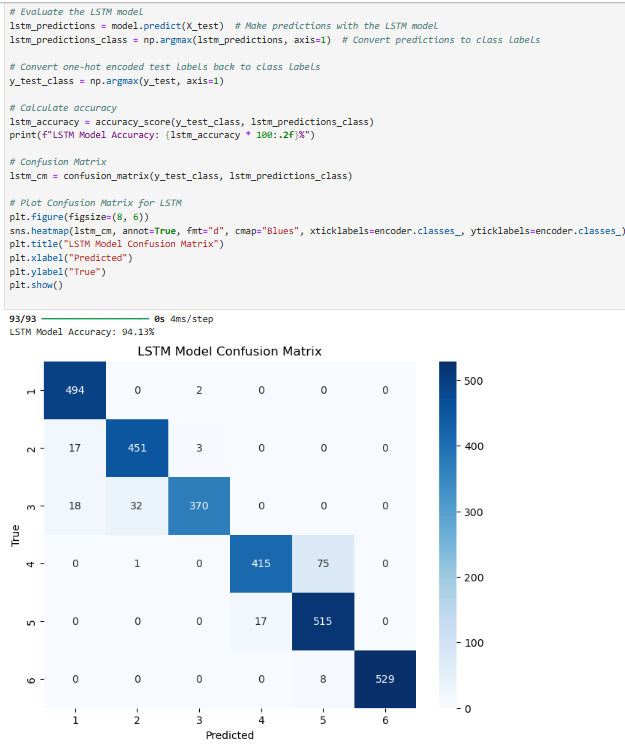 # Evaluate the LSTM model
lstm_predictions = model.predict(X_test)  # Make predictions with the LSTM model
lstm_predictions_class = np.argmax(lstm_predictions, axis=1)  # Convert predictions to class labels
# Convert one-hot encoded test labels back to class labels
y_test_class = np.argmax(y_test, axis=1)
# Calculate accuracy
lstm_accuracy = accuracy_score(y_test_class, lstm_predictions_class)
print(f"LSTM Model Accuracy: {lstm_accuracy * 100:.2f}%")
# Confusion Matrix
lstm_cm = confusion_matrix(y_test_class, lstm_predictions_class)
# Plot Confusion Matrix for LSTM
plt.figure(figsize=(8, 6))
sns.heatmap(lstm_cm, annot=True, fmt="d", cmap="Blues", xticklabels=encoder.classes_, yticklabels=encoder.classes_)
plt.title("LSTM Model Confusion Matrix")
plt.xlabel("Predicted")
plt.ylabel("True")
plt.show()
93/93 0s 4ms/step
LSTM Model Accuracy: 94.13%
LSTM Model Confusion Matrix
1 494 0 2 0 0 0
2 17 451 3 0 0 0
3 18 32 370 0 0 0
4 0 1 0 415 75 0
5 0 0 0 17 515 0
6 0 0 0 0 8 529
True
1 2 3 4 5 6
Predicted
500
400
300
200
100
0